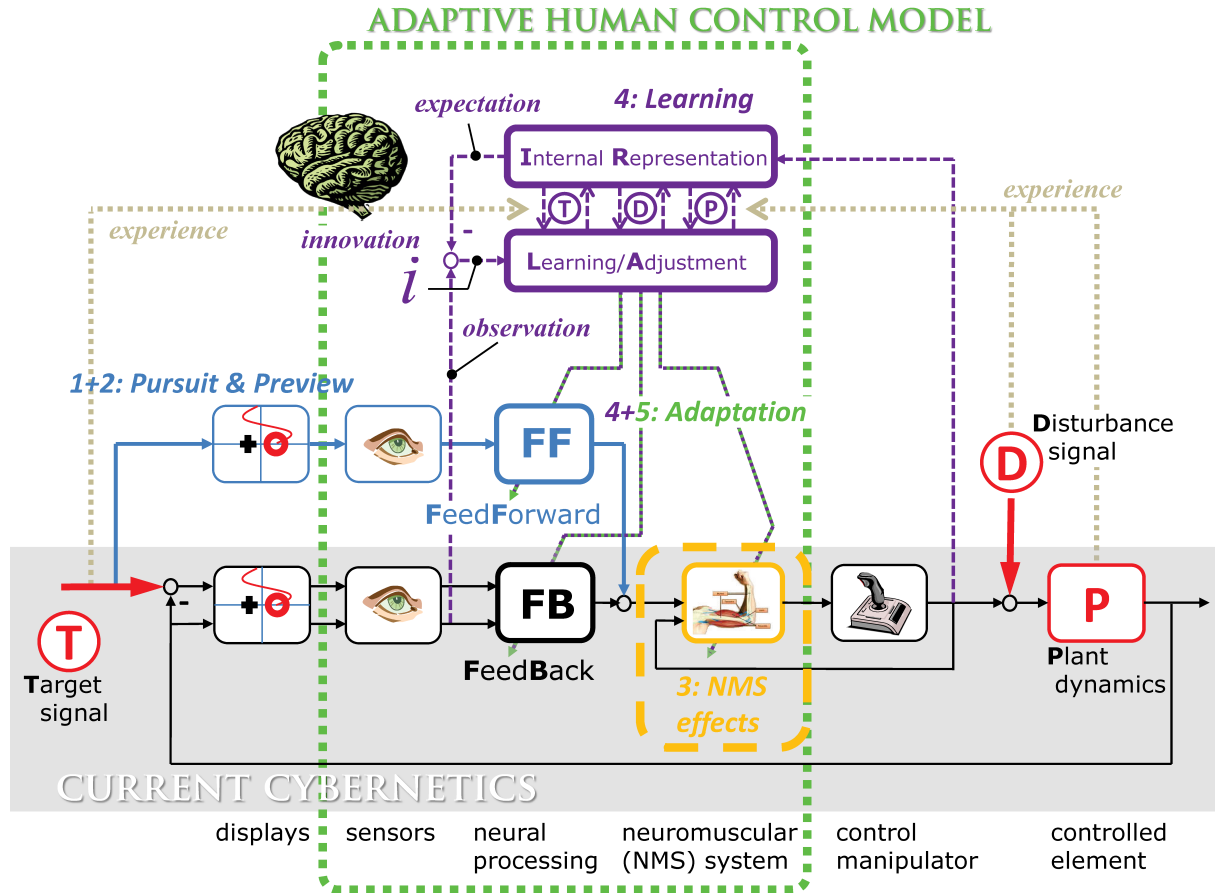 ADAPTIVE HUMAN CONTROL MODEL
expectation
4: Learning
Internal Representation
experience
T
D
P
experience
innovation
-
i
Learning/Adjustment
observation
1+2: Pursuit & Preview
4+5: Adaptation
FF
FeedForward
D
Disturbance
signal
-
T
Target
signal
FB
FeedBack
3: NMS
effects
P
Plant
dynamics
CURRENT CYBERNETICS
displays
sensors
neural
processing
neuromuscular
(NMS) system
control
manipulator
controlled
element